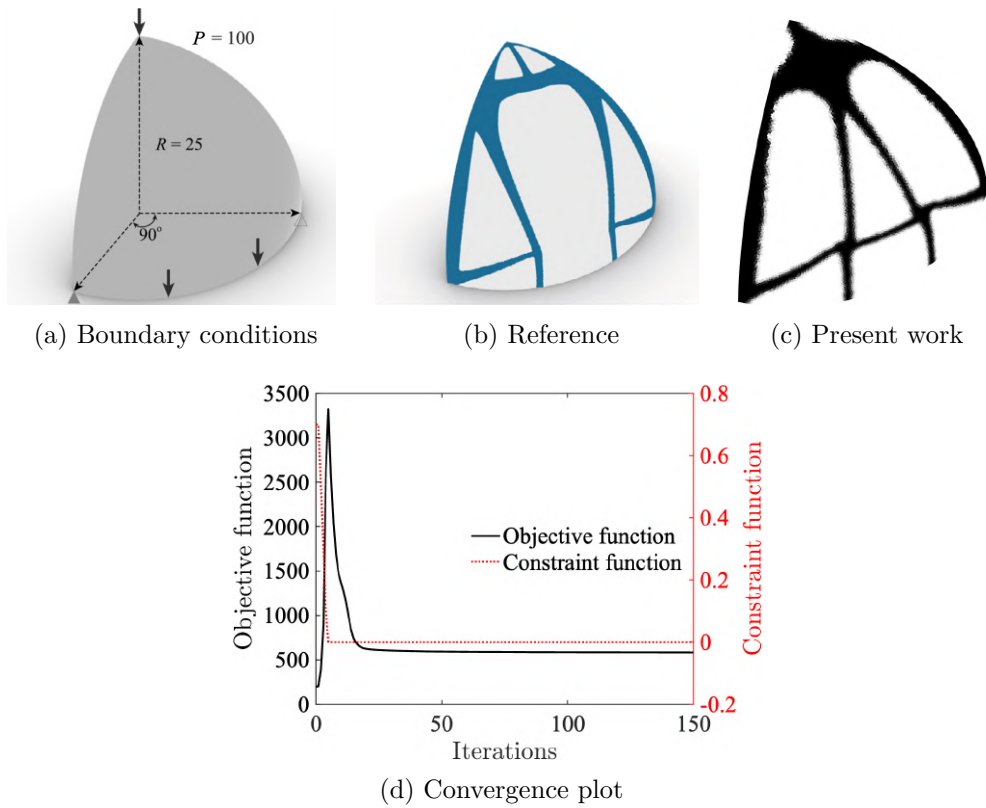 P = 100
R = 25
90°
(a) Boundary conditions
(b) Reference
(c) Present work
3500
3000
2500
2000
1500
1000
500
0
Objective function
0.8
0.6
0.4
0.2
0
-0.2
Constraint function
Objective function
Constraint function
0
50
100
150
Iterations
(d) Convergence plot